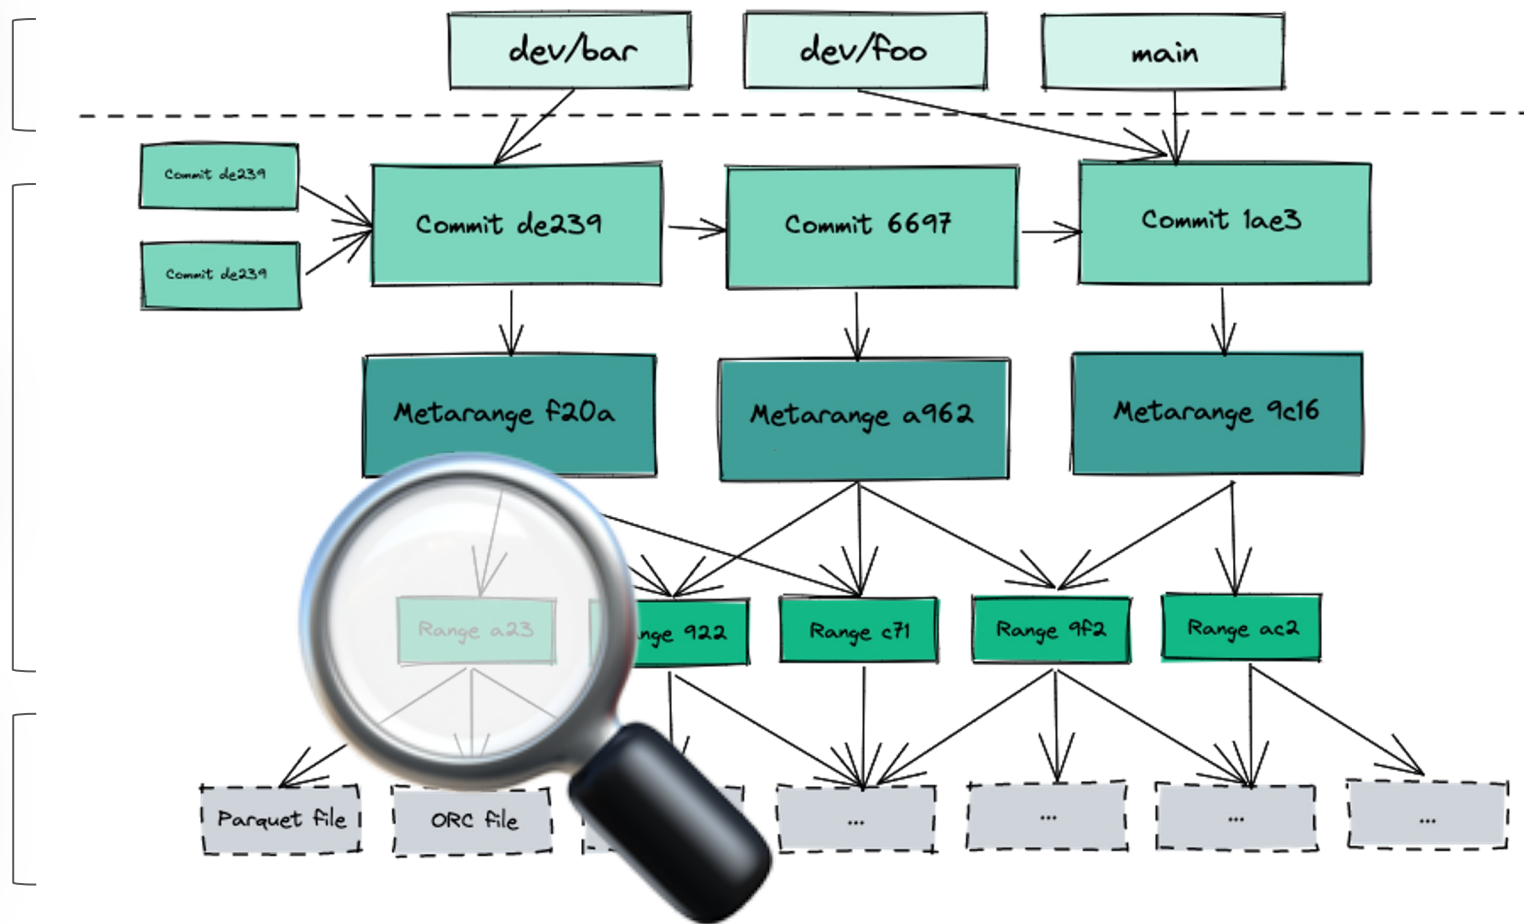 dev/bar
dev/foo
main
Commit de239
Commit de239
Commit de239
Commit 6697
Commit 1ae3
Metarange f20a
Metarange a962
Metarange 9c16
Range a23
nge 922
Range c71
Range 9f2
Range ac2
Parquet file
ORC file
...
...
...
...